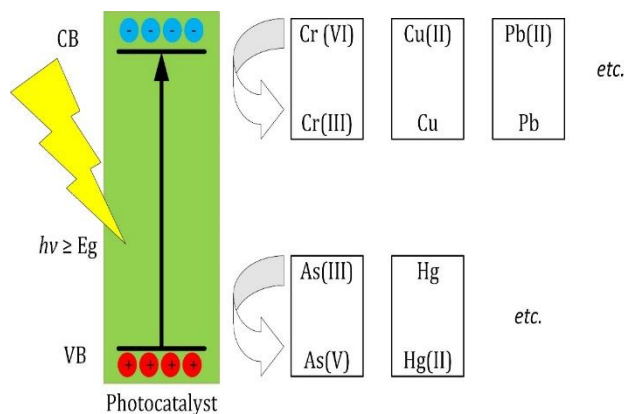 CB
- - - -
Cr (VI)
Cu(II)
Pb(II)
etc.
Cr(III)
Cu
Pb
hv ≥ Eg
As(III)
Hg
etc.
VB
+ + + +
As(V)
Hg(II)
Photocatalyst